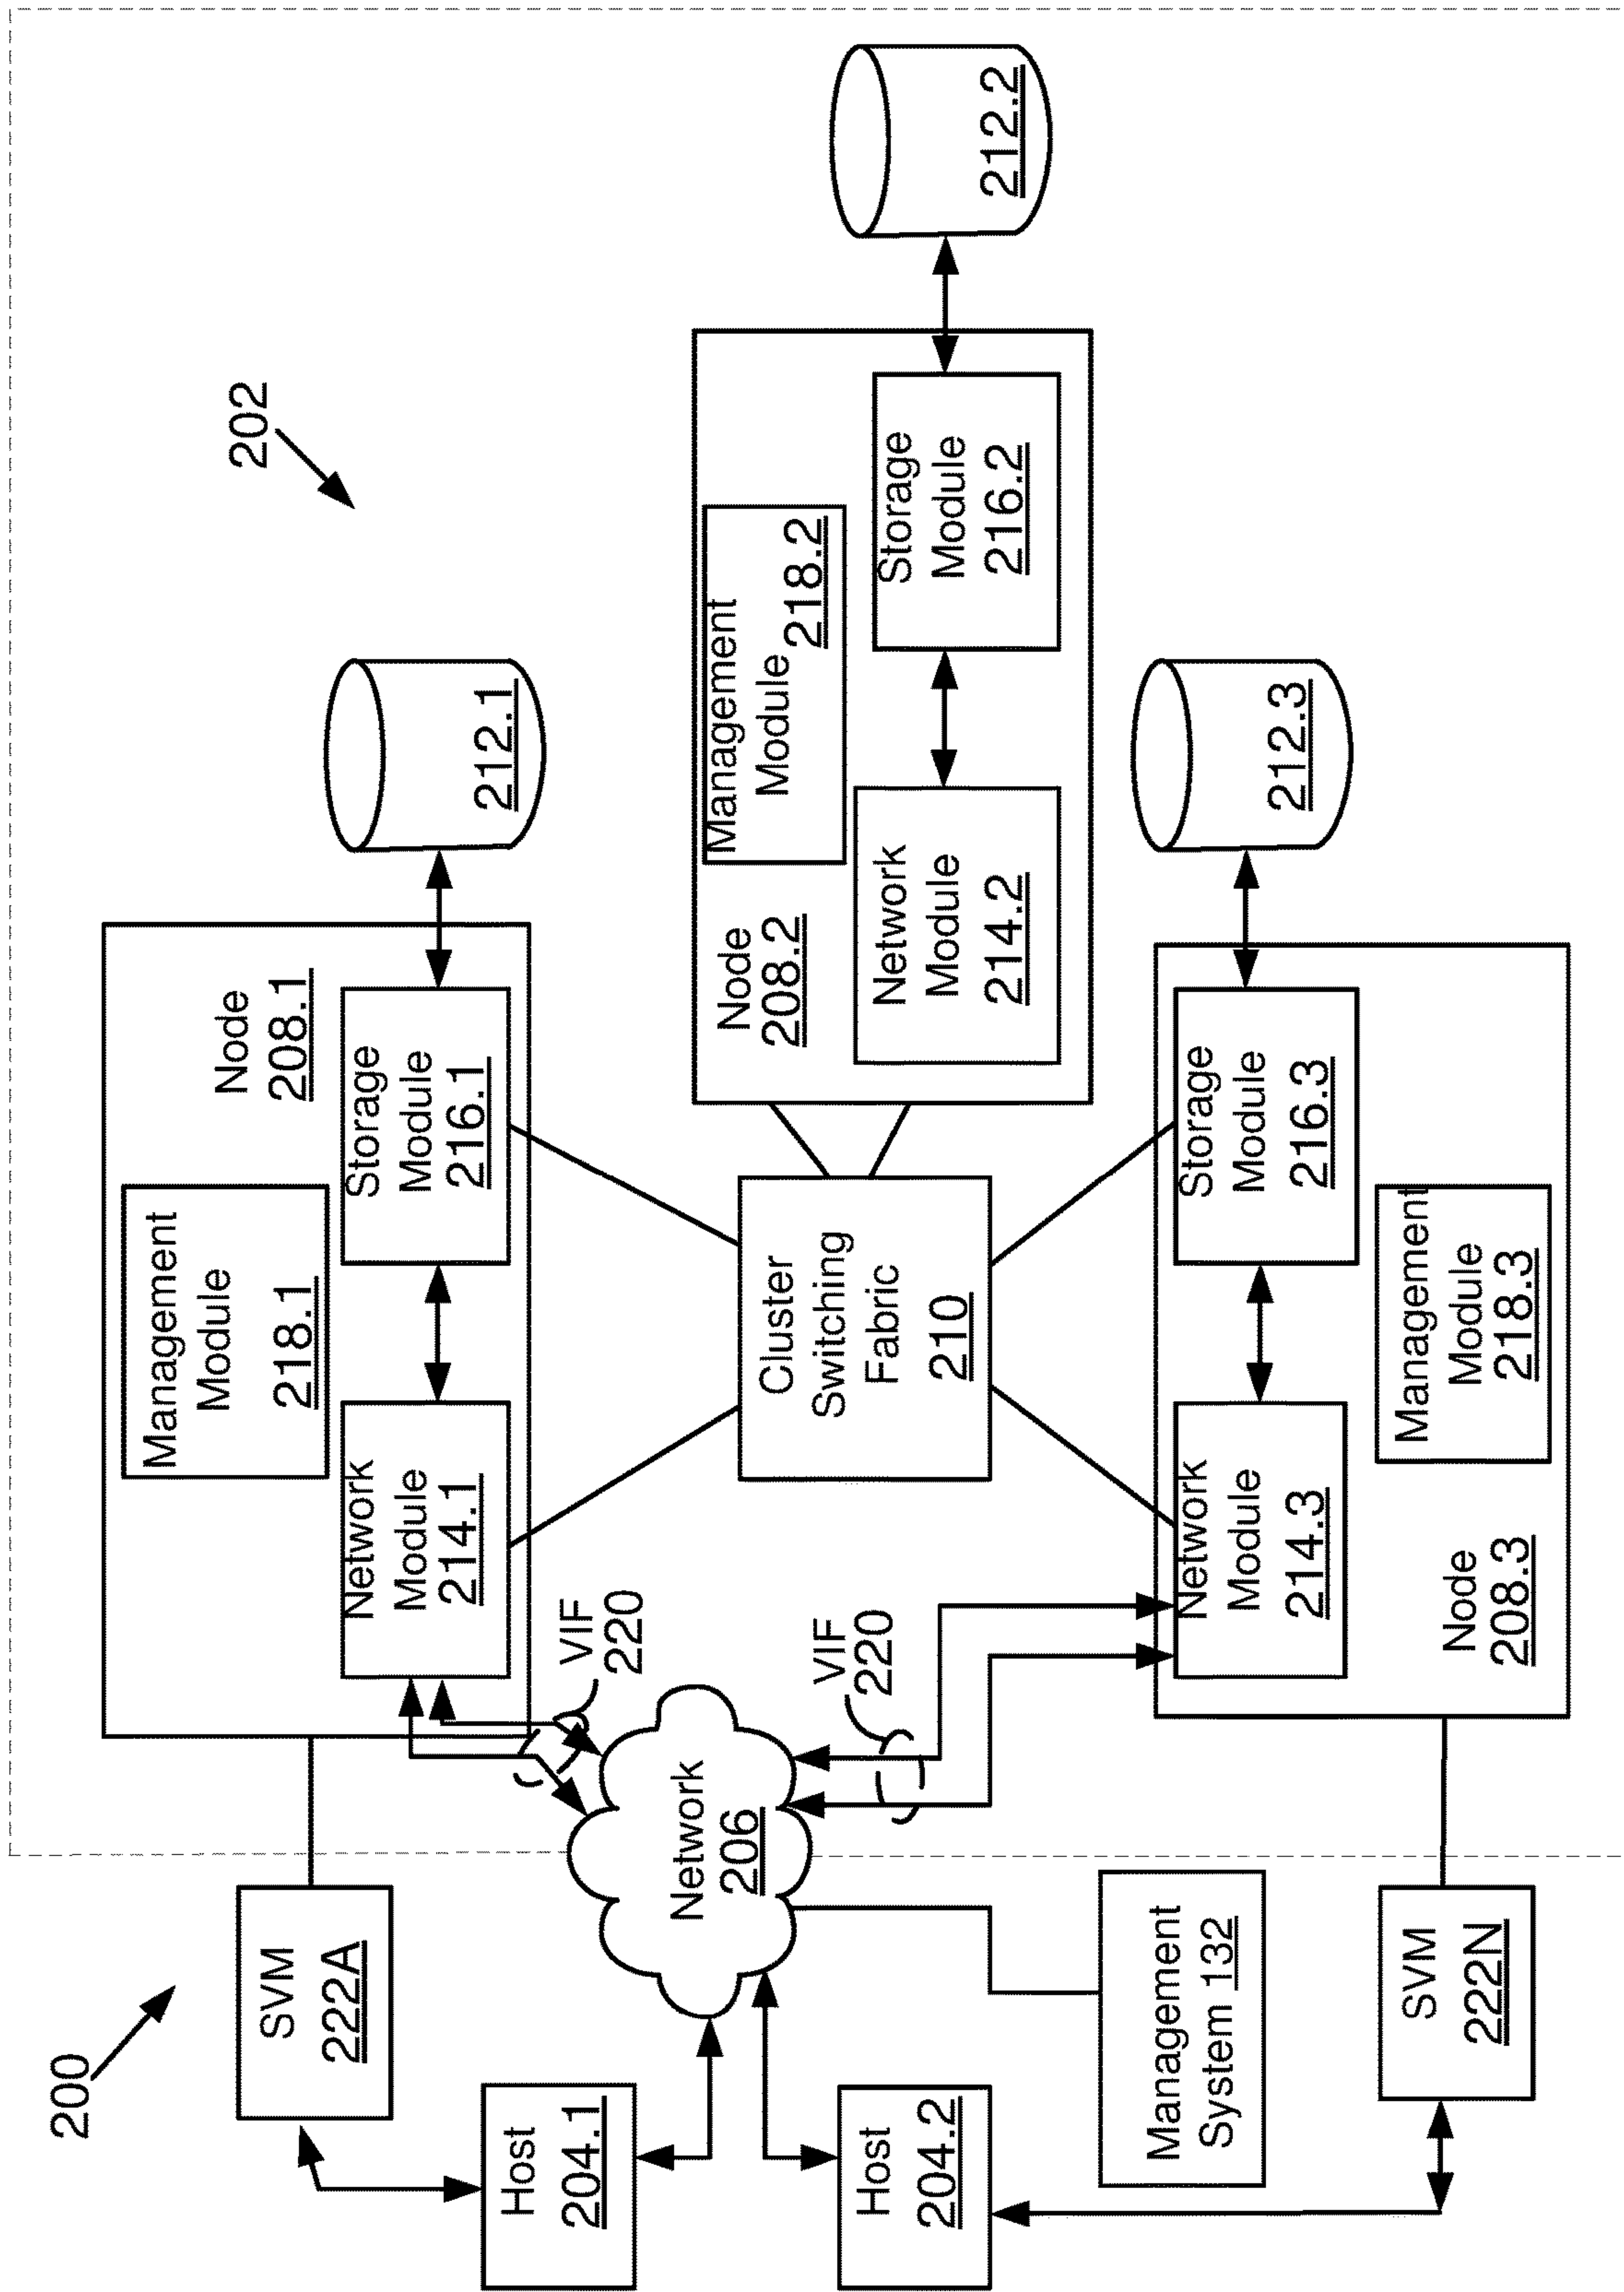 200
202
SVM
222A
Host
204.1
Host
204.2
Management
System 132
SVM
222N
Network
206
VIF
220
VIF
220
Management
Module
218.1
Node
208.1
Network
Module
214.1
Storage
Module
216.1
212.1
Cluster
Switching
Fabric
210
Node
208.2
Management
Module
218.2
Network
Module
214.2
Storage
Module
216.2
212.2
Network
Module
214.3
Storage
Module
216.3
Management
Module
218.3
Node
208.3
212.3